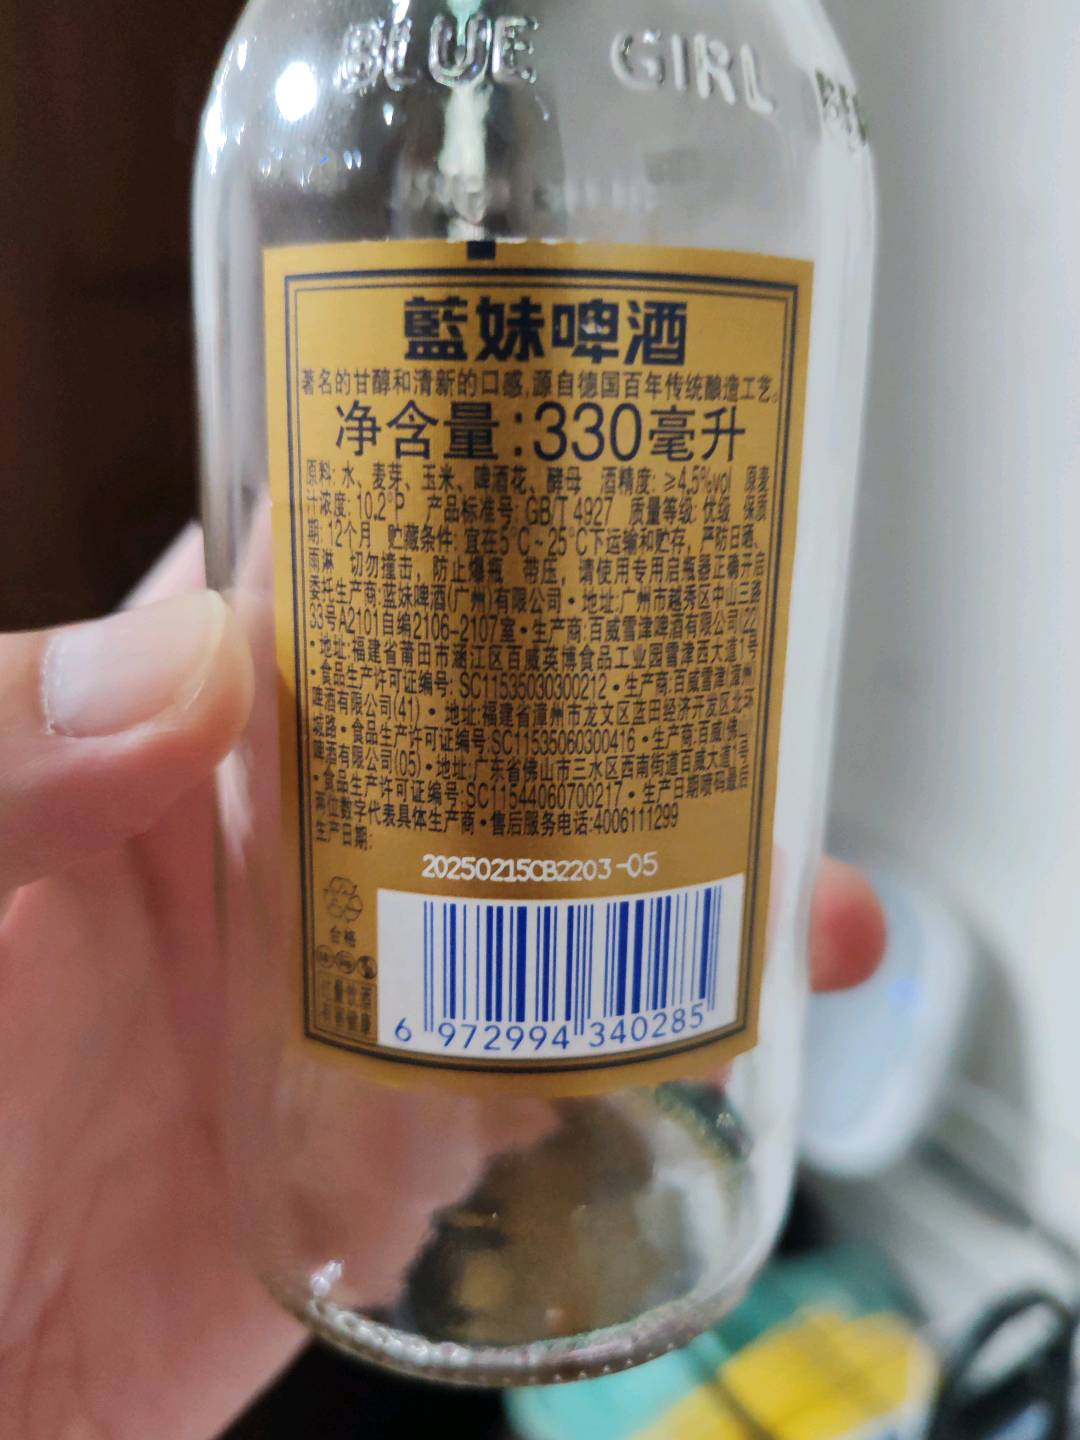 BLUE GIRL BEE
藍妹啤酒
著名的甘醇和清新的口感,源自德国百年传统酿造工艺。
净含量:330毫升
原料: 水、麦芽、玉米、啤酒花、酵母 酒精度: ≥4.5%vol 原麦
汁浓度: 10.2°P 产品标准号: GB/T 4927 质量等级: 优级 保质
期: 12个月 贮藏条件: 宜在5°C~25°C下运输和贮存, 严防日晒、
雨淋 切勿撞击, 防止爆瓶 带压, 请使用专用启瓶器正确开启
委托生产商:蓝妹啤酒(广州)有限公司•地址:广州市越秀区中山三路
33号A2101自编2106-2107室•生产商:百威雪津啤酒有限公司(22)
•地址:福建省莆田市涵江区百威英博食品工业园雪津西大道1号
•食品生产许可证编号: SC11535030300212•生产商:百威雪津(漳州)
啤酒有限公司(41)•地址:福建省漳州市龙文区蓝田经济开发区北环
城路•食品生产许可证编号:SC11535060300416•生产商:百威(佛山)
啤酒有限公司(05)•地址:广东省佛山市三水区西南街道百威大道1号
•食品生产许可证编号:SC11544060700217•生产日期喷码最后
两位数字代表具体生产商•售后服务电话:4006111299
生产日期:
20250215CB2203-05
合格
6 972994 340285